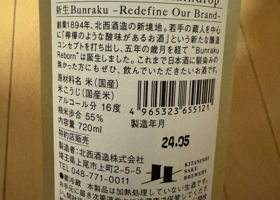 新生Bunraku -Redefine Our Brand-
創業1894年、北西酒造の新境地。若手の蔵人を中心
に「檸檬のような酸味があるお酒」という新たな醸造
コンセプトを打ち出し、五年の歳月を経て“Bunraku
Reborn”は誕生しました。これまで日本酒に馴染みの
無かった方にもぜひ、飲んでいただきたいお酒です。
原材料名 米(国産)
米こうじ(国産米)
アルコール分 16度
精米歩合 55%
内容量 720ml
特約店販売
4965323655121
製造年月
24.05
製造者 北西酒造株式会社
埼玉県上尾市上町2-5-5
TEL 048-771-0011
KITANISHI
SAKE
BREWERY
本品は加熱処理していない生酒です。